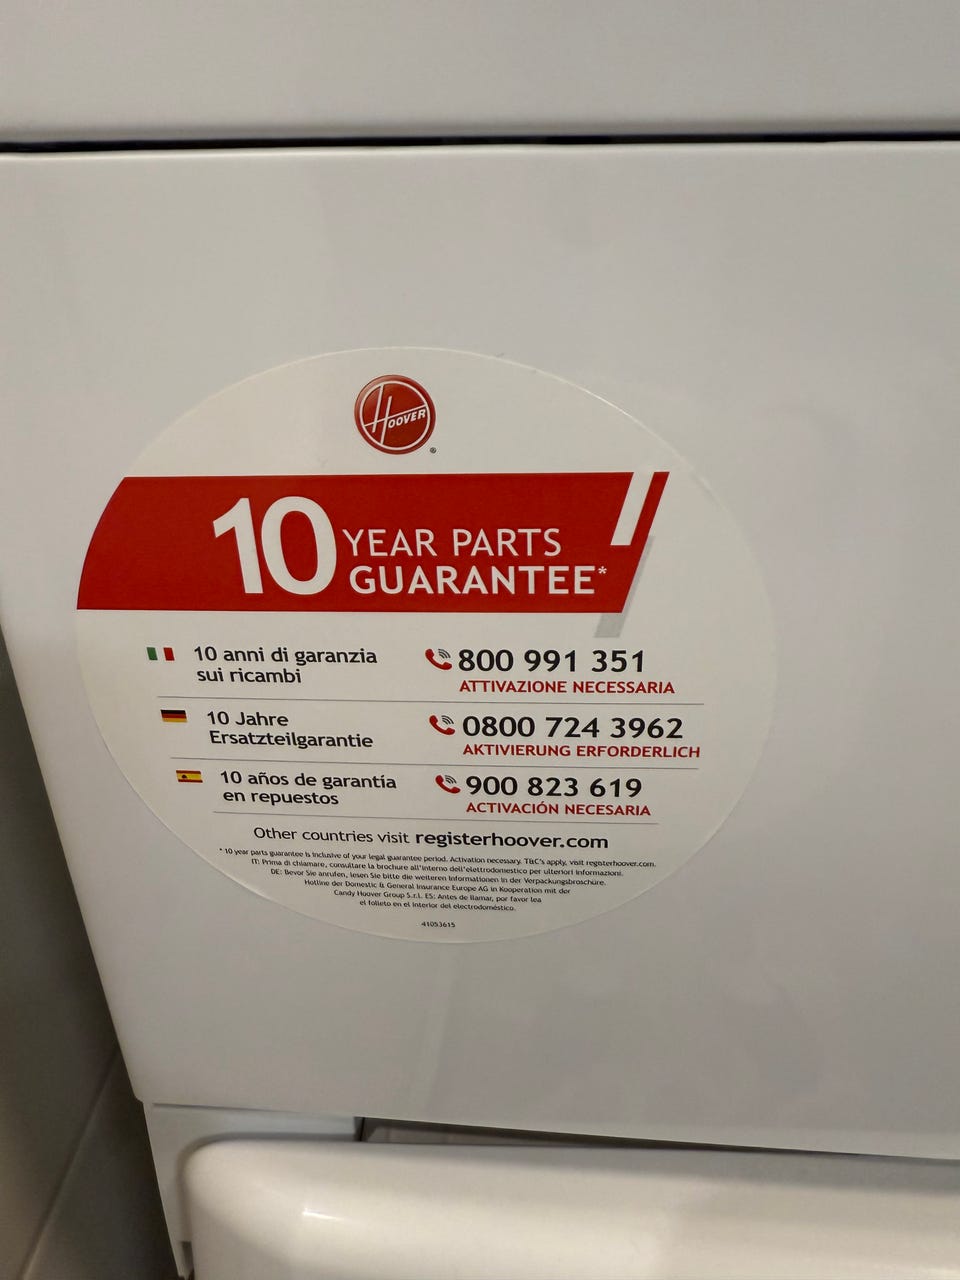 HOOVER
®
10 YEAR PARTS
GUARANTEE*
10 anni di garanzia
sui ricambi
800 991 351
ATTIVAZIONE NECESSARIA
10 Jahre
Ersatzteilgarantie
0800 724 3962
AKTIVIERUNG ERFORDERLICH
10 años de garantía
en repuestos
900 823 619
ACTIVACIÓN NECESARIA
Other countries visit registerhoover.com
* 10 year parts guarantee is inclusive of your legal guarantee period. Activation necessary. T&C's apply, visit registerhoover.com.
IT: Prima di chiamare, consultare la brochure all'interno dell'elettrodomestico per ulteriori informazioni.
DE: Bevor Sie anrufen, lesen Sie bitte die weiteren Informationen in der Verpackungsbroschüre.
Hotline der Domestic & General Insurance Europe AG in Kooperation mit der
Candy Hoover Group S.r.l. ES: Antes de llamar, por favor lea
el folleto en el interior del electrodoméstico.
41053615